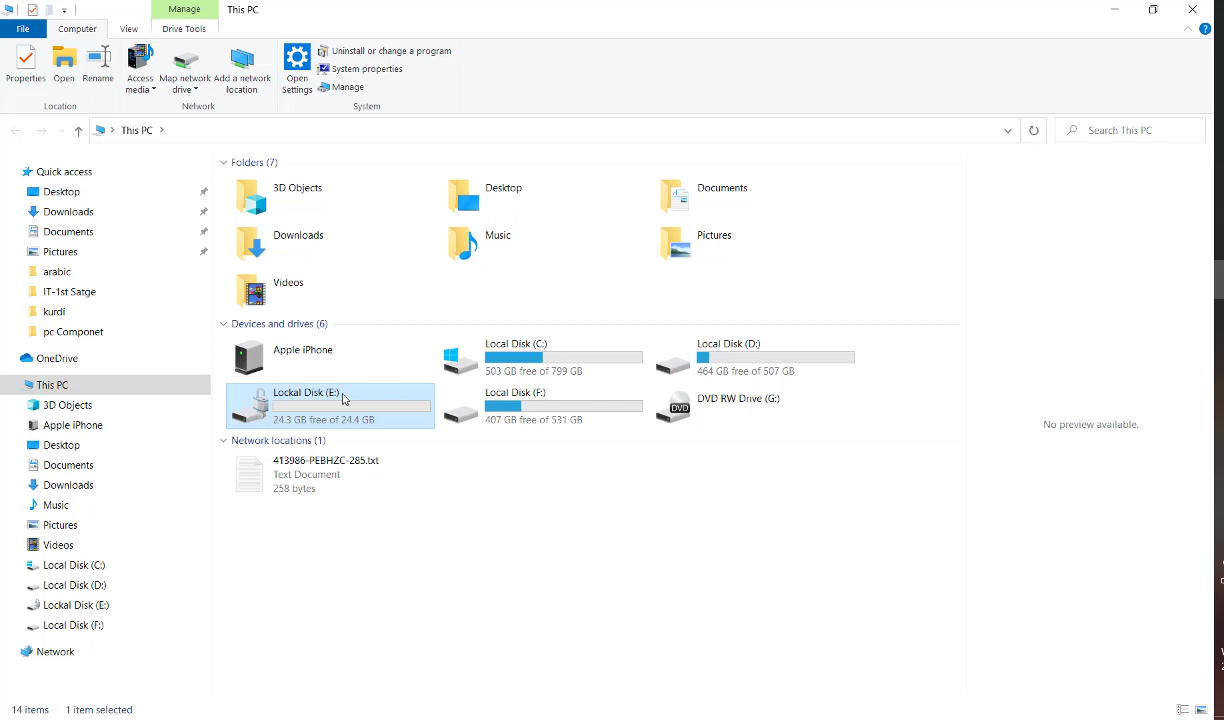 Manage
This PC
File
Computer
View
Drive Tools
Properties
Open
Rename
Access media
Map network drive
Add a network location
Open Settings
Uninstall or change a program
System properties
Manage
Location
Network
System
This PC
Search This PC
Quick access
Desktop
Downloads
Documents
Pictures
arabic
IT-1st Satge
kurdi
pc Componet
OneDrive
This PC
3D Objects
Apple iPhone
Desktop
Documents
Downloads
Music
Pictures
Videos
Local Disk (C:)
Local Disk (D:)
Lockal Disk (E:)
Local Disk (F:)
Network
Folders (7)
3D Objects
Desktop
Documents
Downloads
Music
Pictures
Videos
Devices and drives (6)
Apple iPhone
Local Disk (C:)
503 GB free of 799 GB
Local Disk (D:)
464 GB free of 507 GB
Lockal Disk (E:)
24.3 GB free of 24.4 GB
Local Disk (F:)
407 GB free of 531 GB
DVD
DVD RW Drive (G:)
Network locations (1)
413986-PEBHZC-285.txt
Text Document
258 bytes
No preview available.
14 items
1 item selected